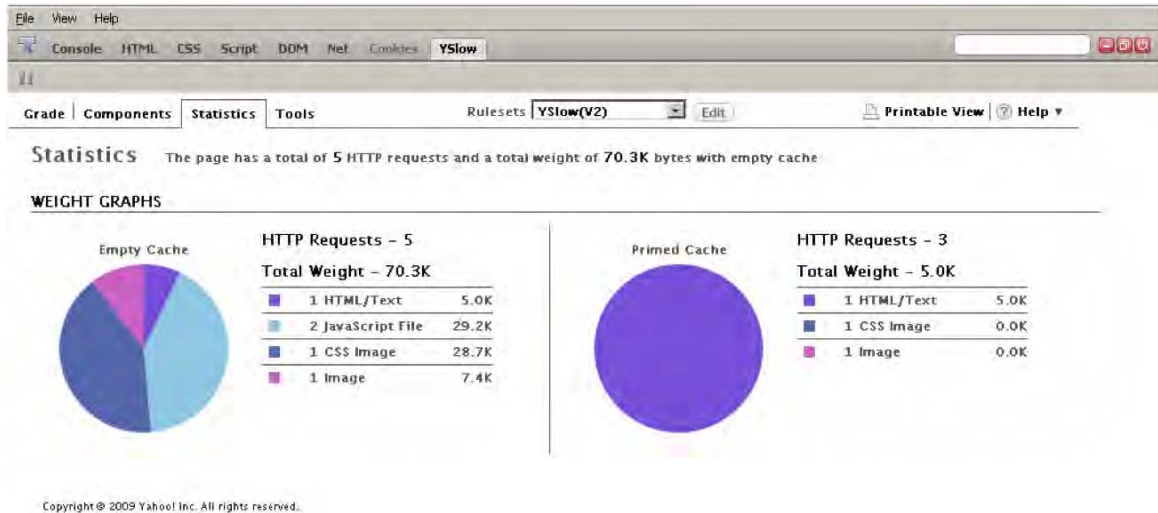 File View Help
Console HTML CSS Script DOM Net Cookies YSlow
Grade Components Statistics Tools Rulesets YSlow(V2) Edit Printable View ? Help
Statistics The page has a total of 5 HTTP requests and a total weight of 70.3K bytes with empty cache
WEIGHT GRAPHS
Empty Cache
HTTP Requests - 5
Total Weight - 70.3K
1 HTML/Text 5.0K
2 JavaScript File 29.2K
1 CSS Image 28.7K
1 Image 7.4K
Primed Cache
HTTP Requests - 3
Total Weight - 5.0K
1 HTML/Text 5.0K
1 CSS Image 0.0K
1 Image 0.0K
Copyright © 2009 Yahoo! Inc. All rights reserved.